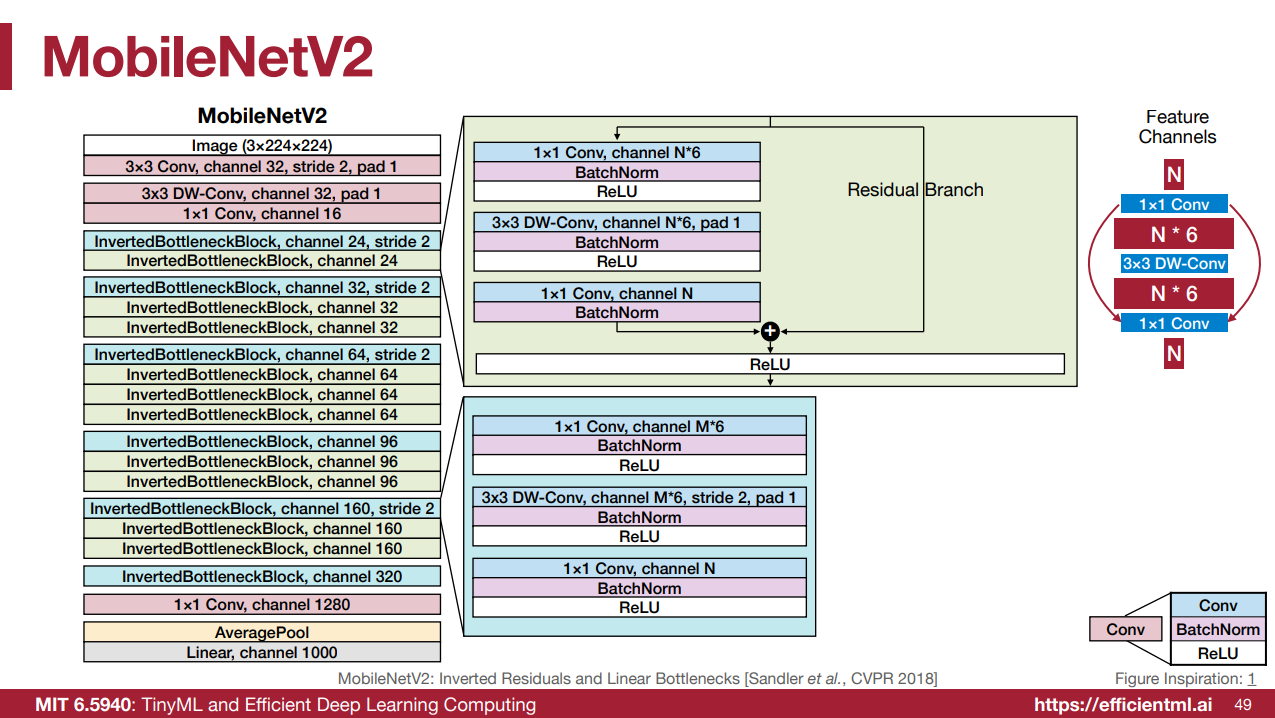 MobileNetV2
MobileNetV2
Image (3×224×224)
3×3 Conv, channel 32, stride 2, pad 1
3x3 DW-Conv, channel 32, pad 1
1×1 Conv, channel 16
InvertedBottleneckBlock, channel 24, stride 2
InvertedBottleneckBlock, channel 24
InvertedBottleneckBlock, channel 32, stride 2
InvertedBottleneckBlock, channel 32
InvertedBottleneckBlock, channel 32
InvertedBottleneckBlock, channel 64, stride 2
InvertedBottleneckBlock, channel 64
InvertedBottleneckBlock, channel 64
InvertedBottleneckBlock, channel 64
InvertedBottleneckBlock, channel 96
InvertedBottleneckBlock, channel 96
InvertedBottleneckBlock, channel 96
InvertedBottleneckBlock, channel 160, stride 2
InvertedBottleneckBlock, channel 160
InvertedBottleneckBlock, channel 160
InvertedBottleneckBlock, channel 320
1×1 Conv, channel 1280
AveragePool
Linear, channel 1000
1×1 Conv, channel N*6
BatchNorm
ReLU
3×3 DW-Conv, channel N*6, pad 1
BatchNorm
ReLU
1×1 Conv, channel N
BatchNorm
Residual Branch
+
ReLU
1×1 Conv, channel M*6
BatchNorm
ReLU
3x3 DW-Conv, channel M*6, stride 2, pad 1
BatchNorm
ReLU
1×1 Conv, channel N
BatchNorm
ReLU
Feature
Channels
N
1×1 Conv
N * 6
3×3 DW-Conv
N * 6
1×1 Conv
N
Conv
Conv
BatchNorm
ReLU
MobileNetV2: Inverted Residuals and Linear Bottlenecks [Sandler et al., CVPR 2018]
Figure Inspiration: 1
MIT 6.5940: TinyML and Efficient Deep Learning Computing
https://efficientml.ai
49